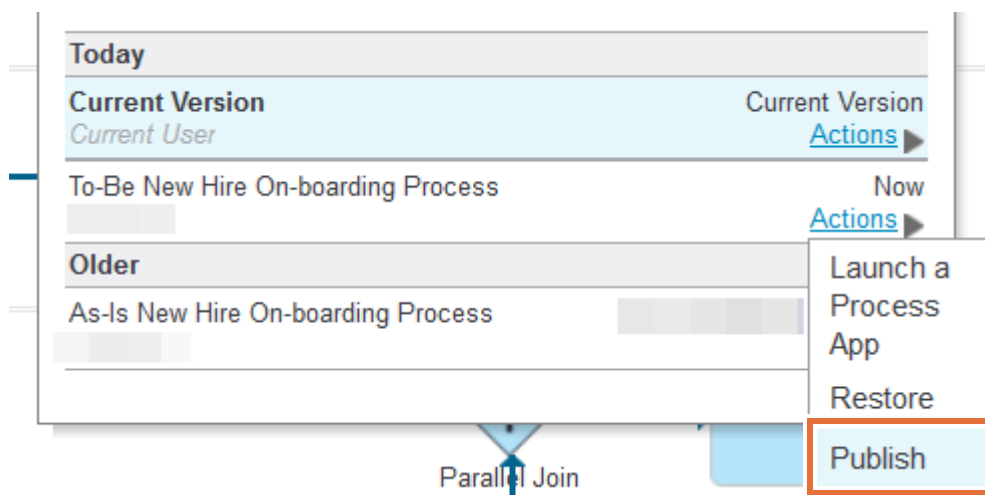 Today
Current Version Current Version
Current User Actions
To-Be New Hire On-boarding Process Now
Actions
Older
As-Is New Hire On-boarding Process
Launch a
Process
App
Restore
Publish
Parallel Join